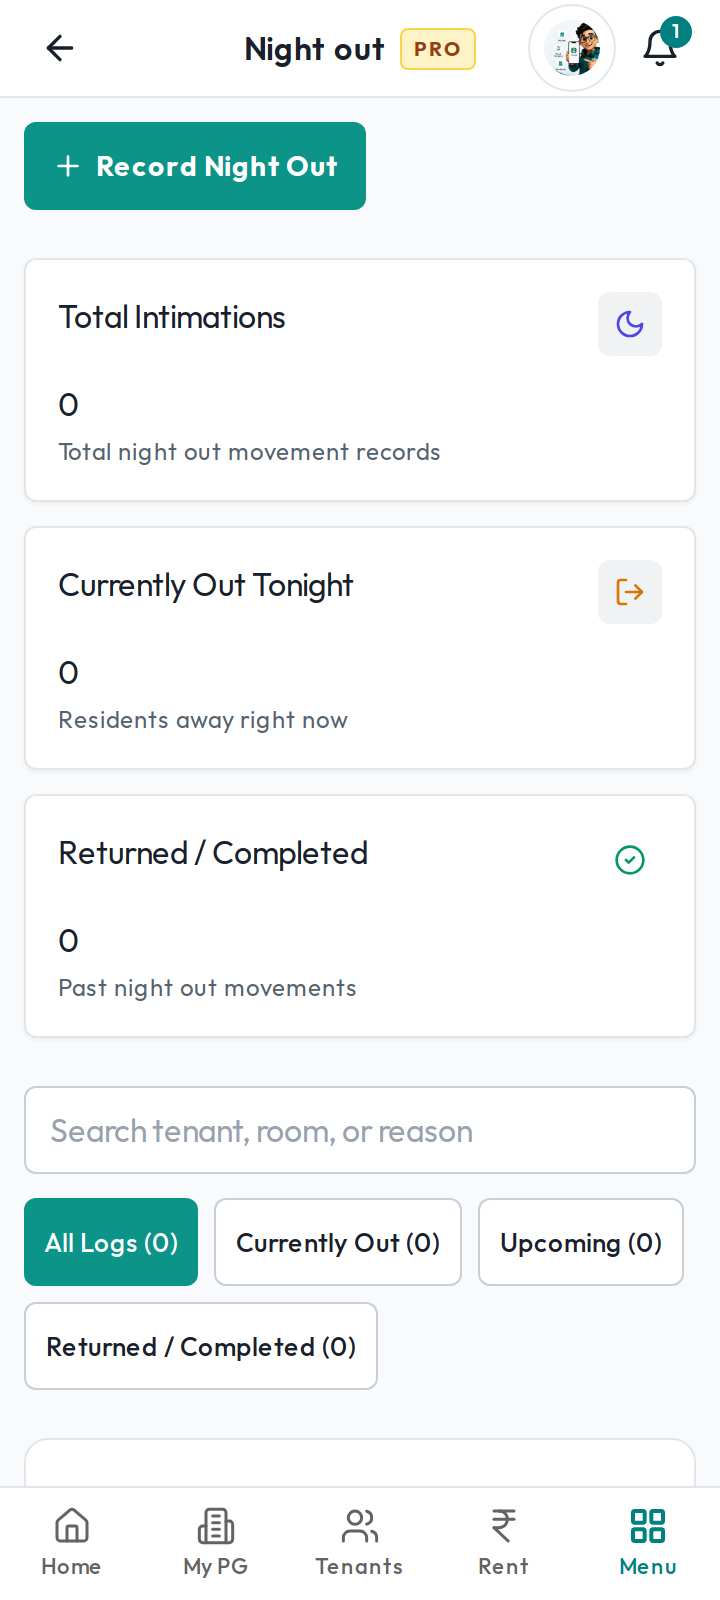 Night out PRO
1
+ Record Night Out
Total Intimations
0
Total night out movement records
Currently Out Tonight
0
Residents away right now
Returned / Completed
0
Past night out movements
Search tenant, room, or reason
All Logs (0) Currently Out (0) Upcoming (0)
Returned / Completed (0)
Home My PG Tenants Rent Menu